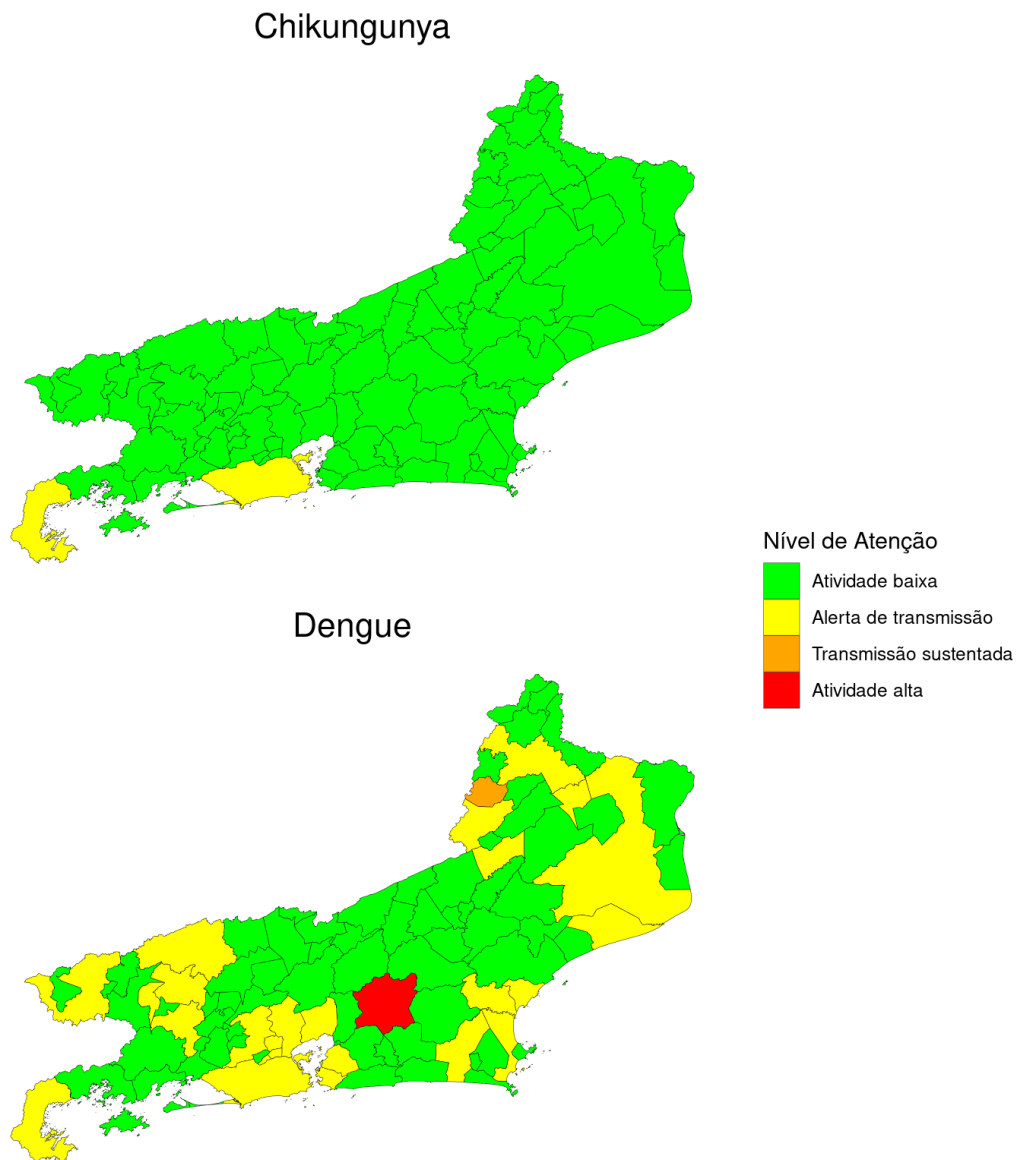 Chikungunya
Nível de Atenção
Atividade baixa
Alerta de transmissão
Transmissão sustentada
Atividade alta
Dengue